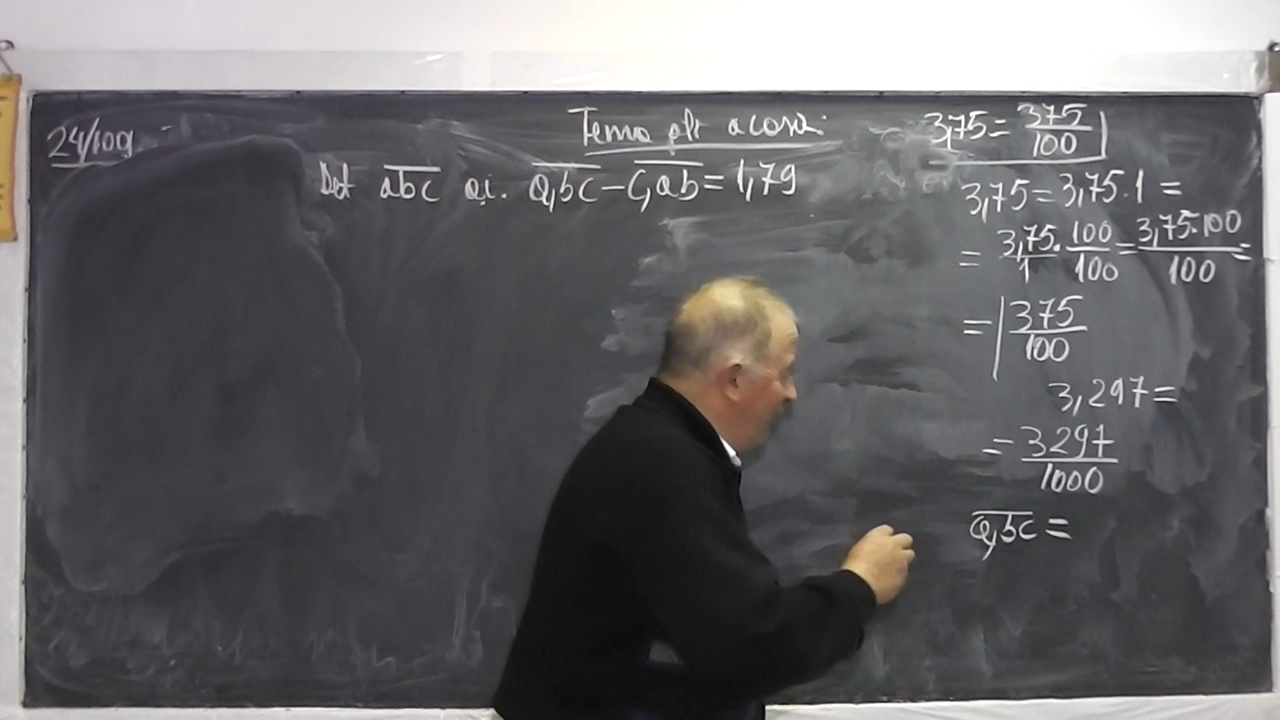 24/109
Tema pt acasă
Det abc a.i. a,bc - c,ab = 1,79
3,75 = 375/100
3,75 = 3,75 · 1 =
= 3,75/1 · 100/100 = 3,75·100/100 =
= 375/100
3,297 =
= 3297/1000
a,bc =